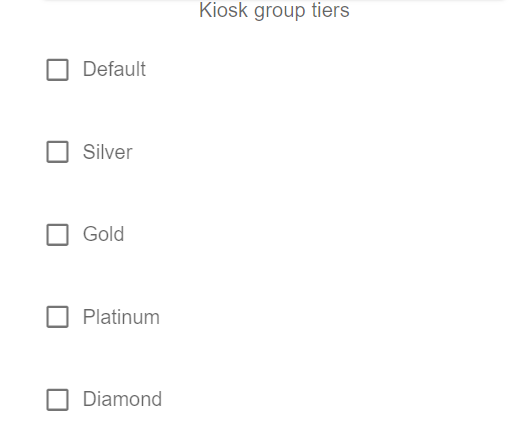 Kiosk group tiers
Default
Silver
Gold
Platinum
Diamond